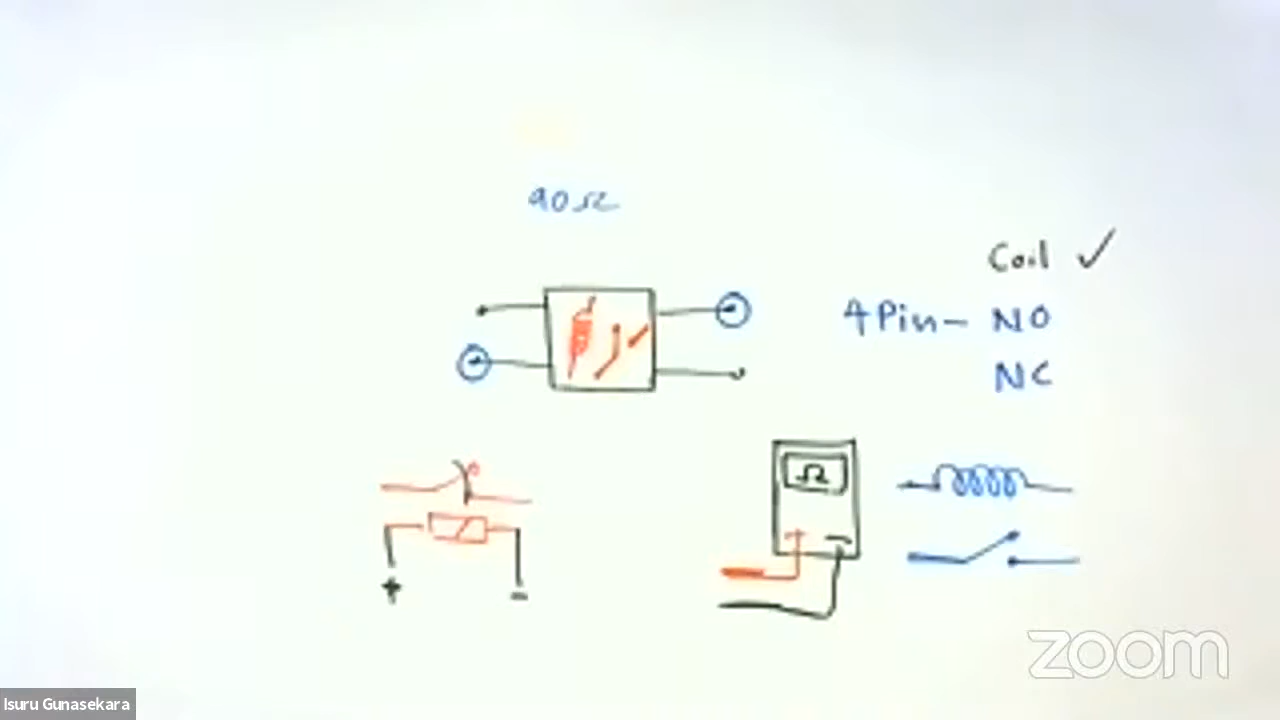 90Ω
Coil ✓
4Pin- NO
NC
Ω
+ -
+ -
zoom
Isuru Gunasekara